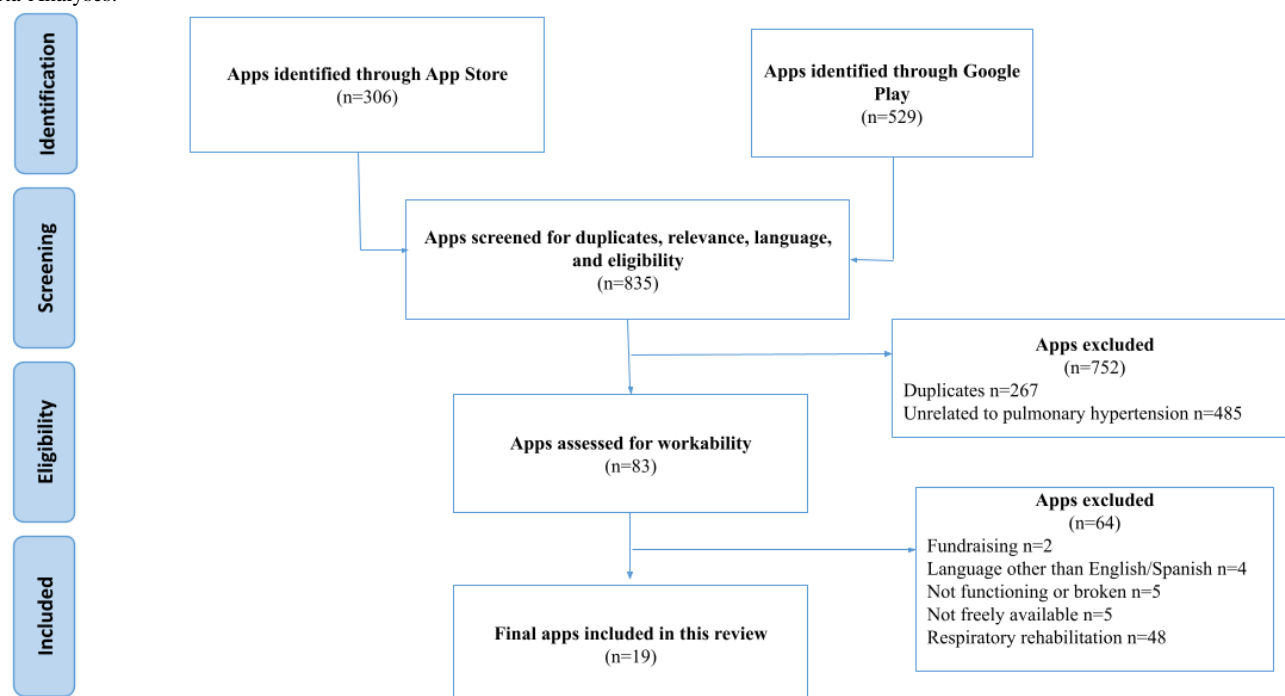 Identification
Apps identified through App Store
(n=306)
Apps identified through Google
Play
(n=529)
Screening
Apps screened for duplicates, relevance, language,
and eligibility
(n=835)
Apps excluded
(n=752)
Duplicates n=267
Unrelated to pulmonary hypertension n=485
Eligibility
Apps assessed for workability
(n=83)
Apps excluded
(n=64)
Fundraising n=2
Language other than English/Spanish n=4
Not functioning or broken n=5
Not freely available n=5
Respiratory rehabilitation n=48
Included
Final apps included in this review
(n=19)